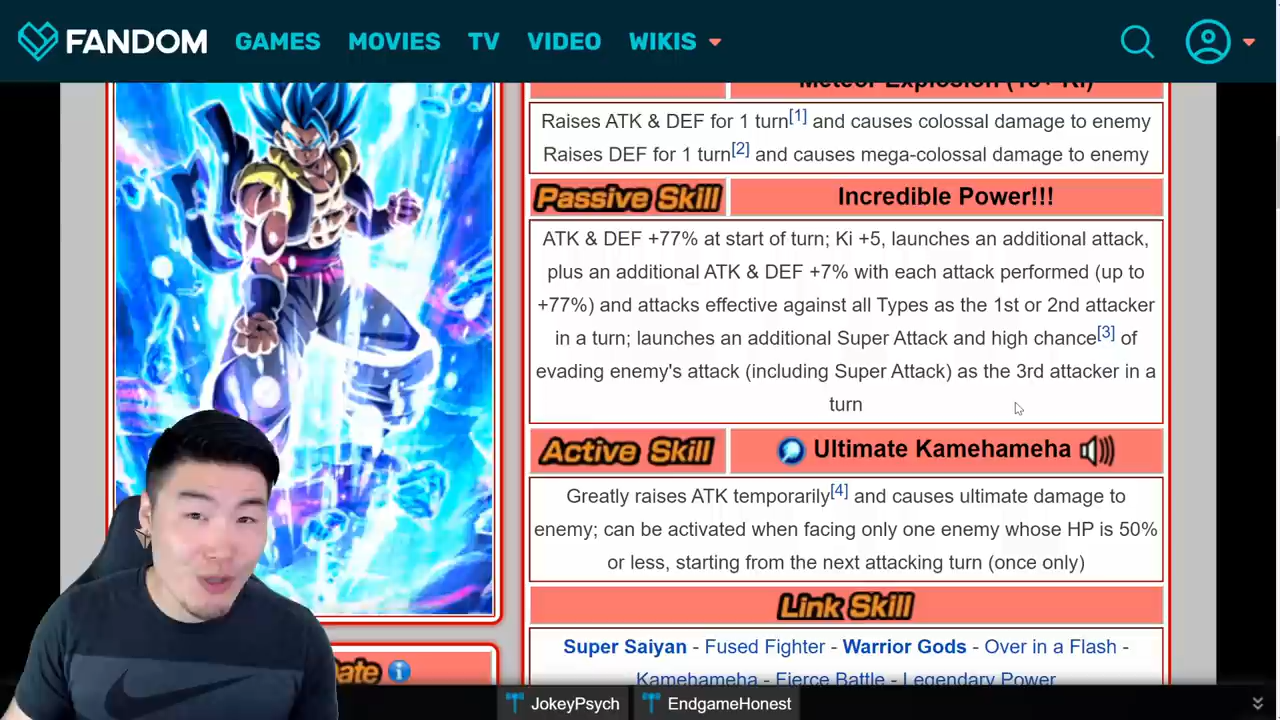 FANDOM GAMES MOVIES TV VIDEO WIKIS
Meteor Explosion (18+ Ki)
Raises ATK & DEF for 1 turn[1] and causes colossal damage to enemy
Raises DEF for 1 turn[2] and causes mega-colossal damage to enemy
Passive Skill
Incredible Power!!!
ATK & DEF +77% at start of turn; Ki +5, launches an additional attack,
plus an additional ATK & DEF +7% with each attack performed (up to
+77%) and attacks effective against all Types as the 1st or 2nd attacker
in a turn; launches an additional Super Attack and high chance[3] of
evading enemy's attack (including Super Attack) as the 3rd attacker in a
turn
Active Skill
Ultimate Kamehameha
Greatly raises ATK temporarily[4] and causes ultimate damage to
enemy; can be activated when facing only one enemy whose HP is 50%
or less, starting from the next attacking turn (once only)
Link Skill
Super Saiyan - Fused Fighter - Warrior Gods - Over in a Flash -
Kamehameha - Fierce Battle - Legendary Power
JokeyPsych
EndgameHonest